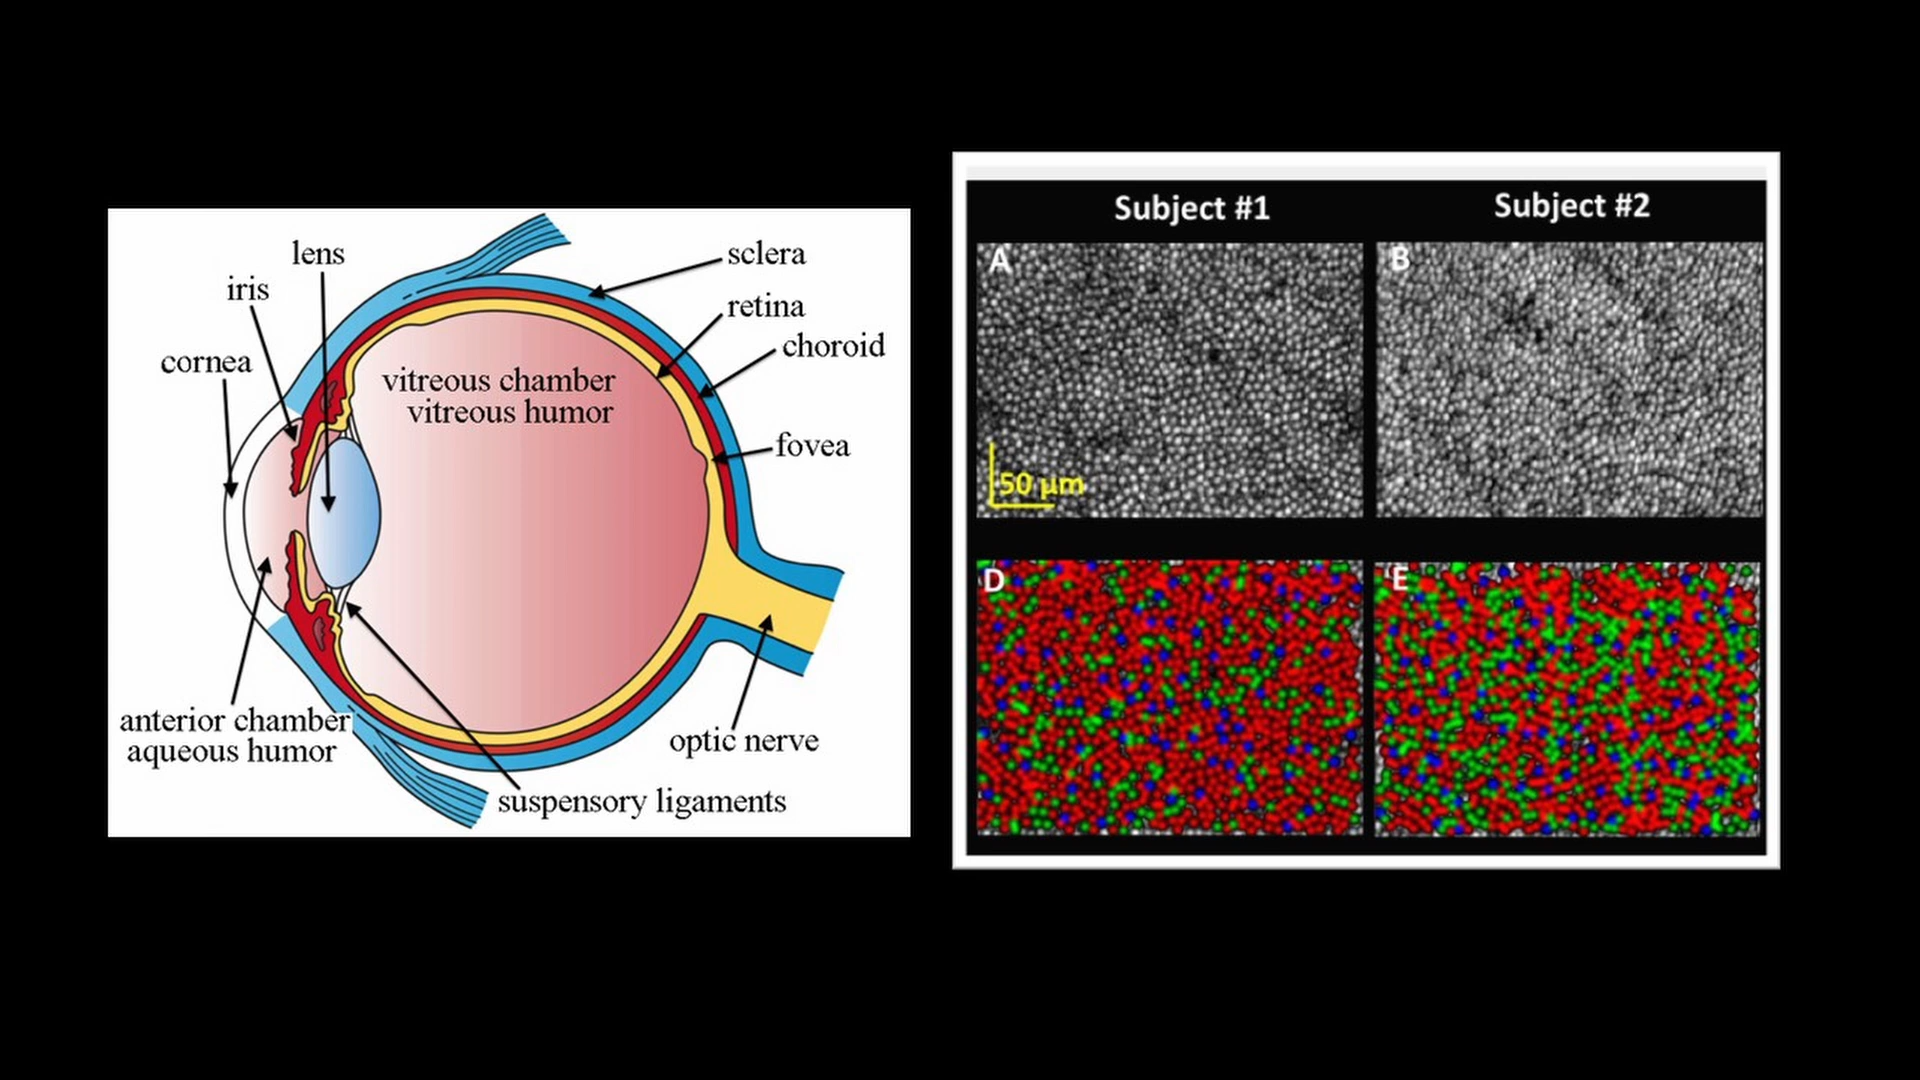 lens
iris
cornea
sclera
retina
choroid
vitreous chamber
vitreous humor
fovea
anterior chamber
aqueous humor
optic nerve
suspensory ligaments
Subject #1
Subject #2
A
B
50 µm
D
E